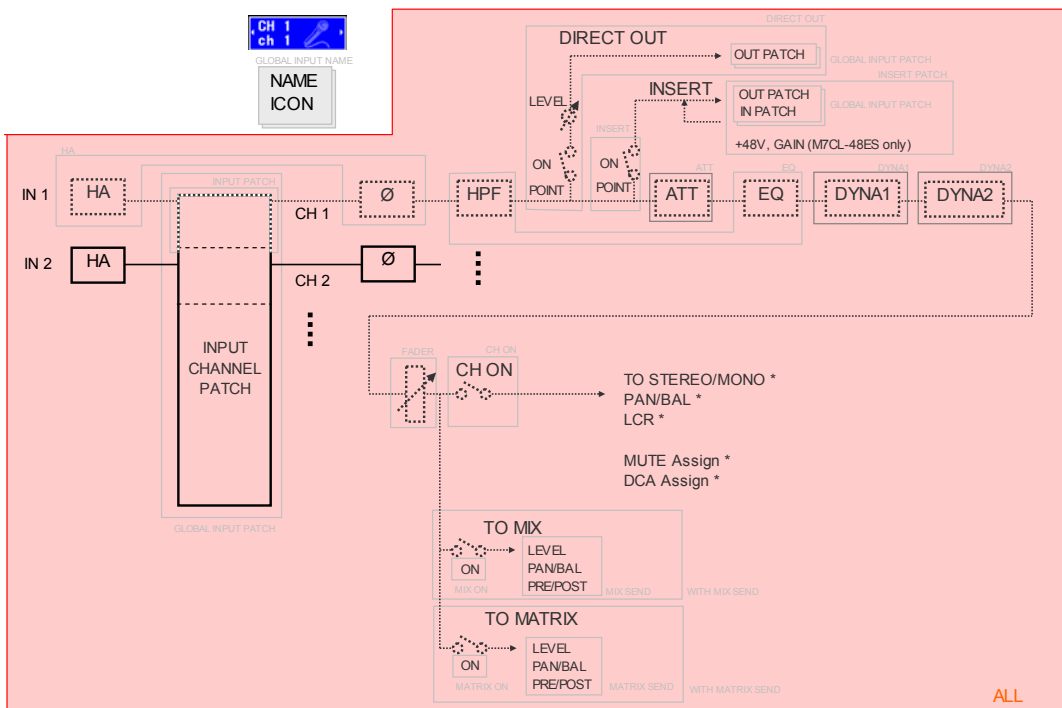 CH 1
ch 1
GLOBAL INPUT NAME
NAME
ICON
DIRECT OUT
DIRECT OUT
OUT PATCH
GLOBAL INPUT PATCH
INSERT PATCH
LEVEL
INSERT
OUT PATCH
IN PATCH
GLOBAL INPUT PATCH
INSERT
+48V, GAIN (M7CL-48ES only)
ON
ON
POINT
POINT
HA
INPUT PATCH
ATT
EQ
DYNA1
DYNA2
IN 1
HA
CH 1
Ø
HPF
ATT
EQ
DYNA1
DYNA2
IN 2
HA
CH 2
Ø
INPUT
CHANNEL
PATCH
GLOBAL INPUT PATCH
FADER
CH ON
CH ON
TO STEREO/MONO *
PAN/BAL *
LCR *
MUTE Assign *
DCA Assign *
TO MIX
ON
LEVEL
PAN/BAL
PRE/POST
MIX ON
MIX SEND
WITH MIX SEND
TO MATRIX
ON
LEVEL
PAN/BAL
PRE/POST
MATRIX ON
MATRIX SEND
WITH MATRIX SEND
ALL